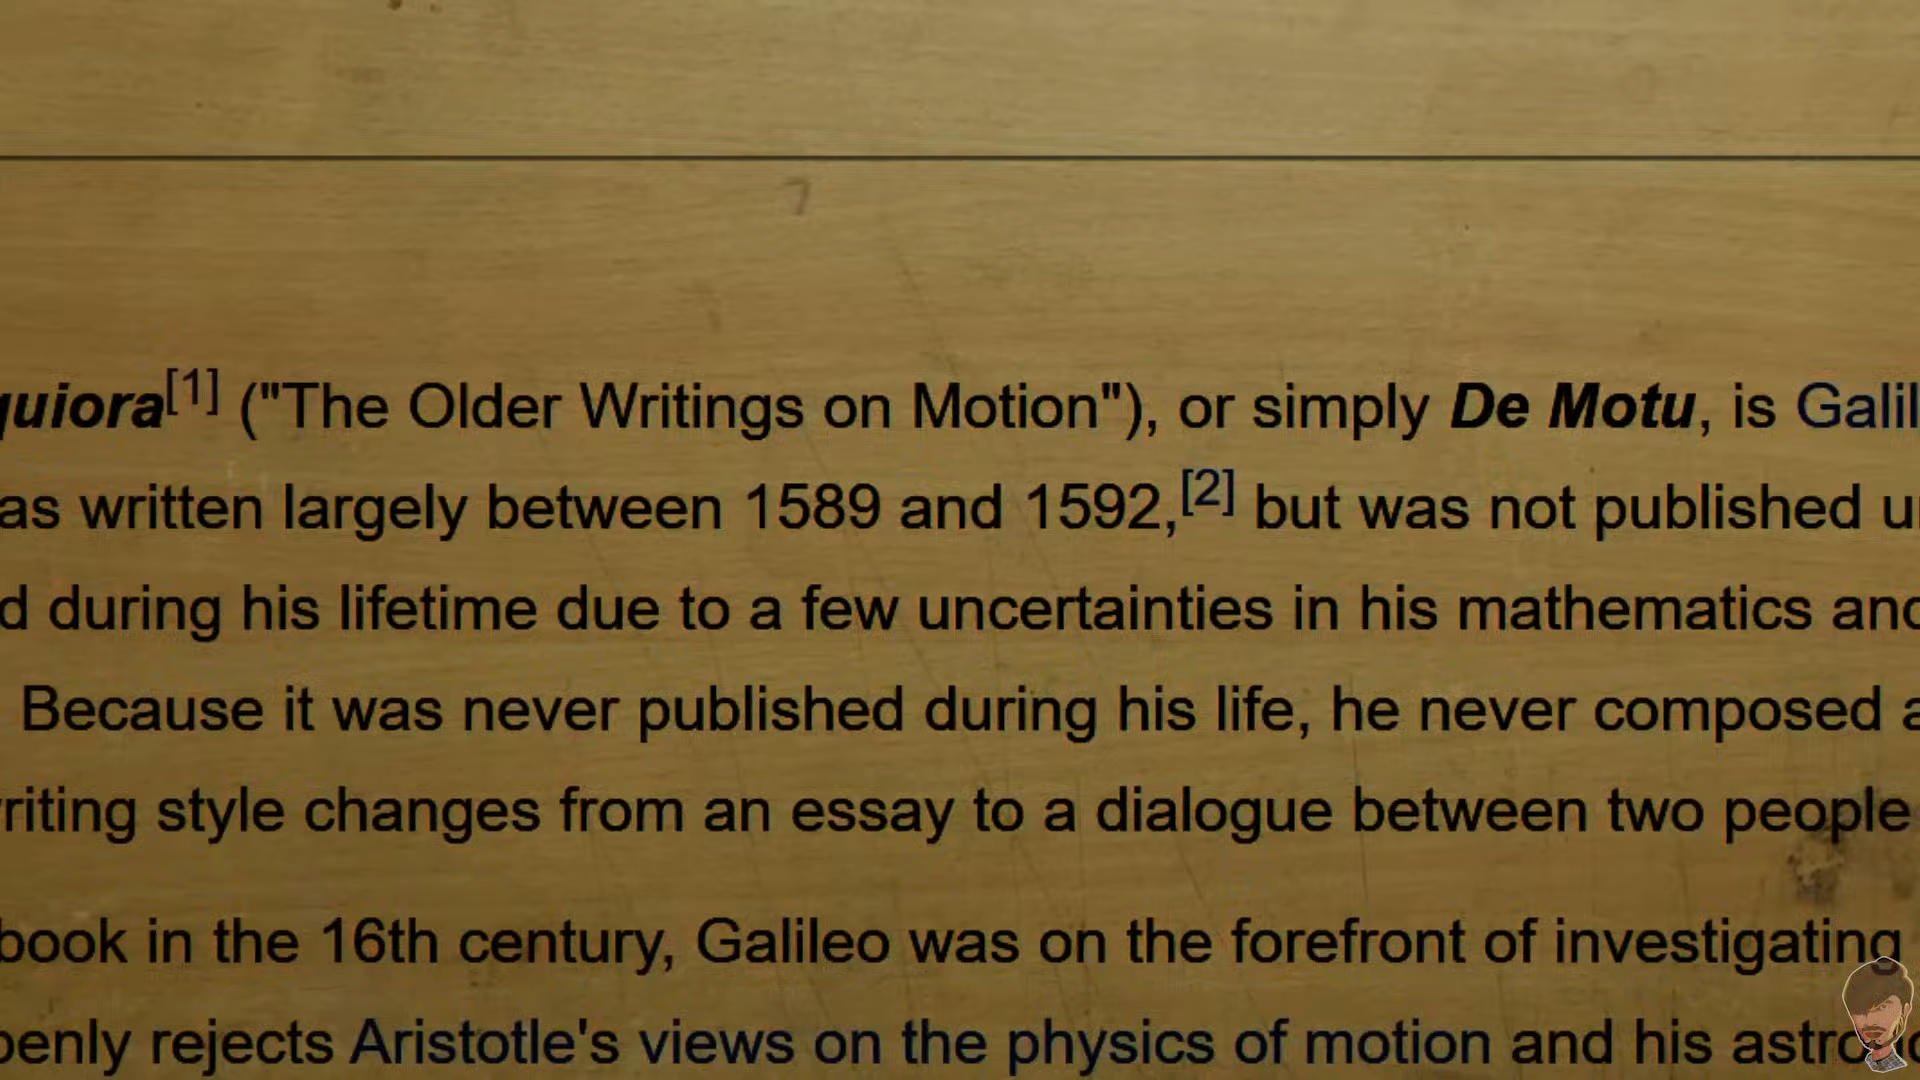 quiora[1] ("The Older Writings on Motion"), or simply De Motu, is Galil
as written largely between 1589 and 1592,[2] but was not published u
d during his lifetime due to a few uncertainties in his mathematics and
Because it was never published during his life, he never composed a
riting style changes from an essay to a dialogue between two people
book in the 16th century, Galileo was on the forefront of investigating
penly rejects Aristotle's views on the physics of motion and his astro